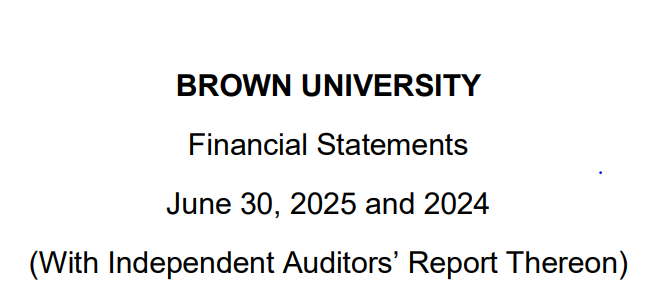 BROWN UNIVERSITY
Financial Statements
June 30, 2025 and 2024
(With Independent Auditors’ Report Thereon)